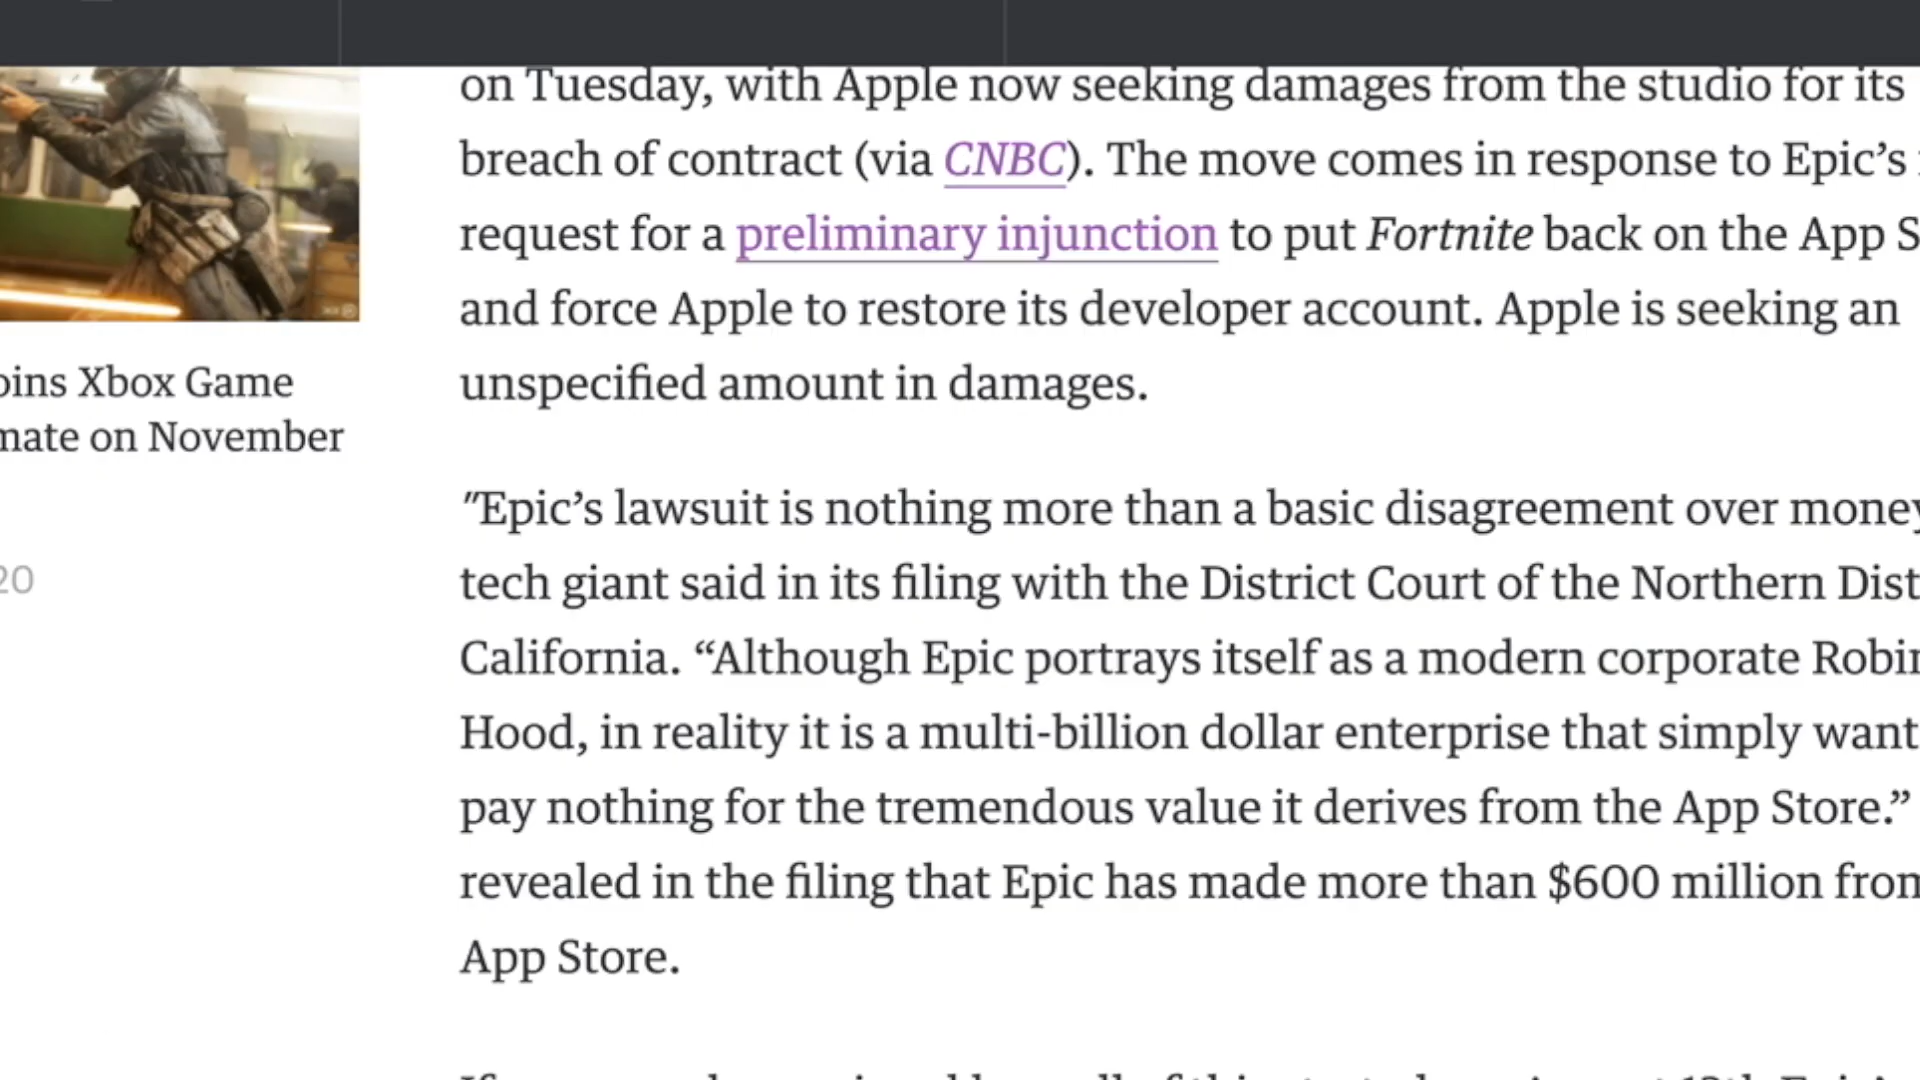 on Tuesday, with Apple now seeking damages from the studio for its
breach of contract (via CNBC). The move comes in response to Epic’s
request for a preliminary injunction to put Fortnite back on the App S
and force Apple to restore its developer account. Apple is seeking an
unspecified amount in damages.
"Epic’s lawsuit is nothing more than a basic disagreement over money
tech giant said in its filing with the District Court of the Northern Dist
California. “Although Epic portrays itself as a modern corporate Robin
Hood, in reality it is a multi-billion dollar enterprise that simply want
pay nothing for the tremendous value it derives from the App Store.”
revealed in the filing that Epic has made more than $600 million from
App Store.
oins Xbox Game
mate on November
20